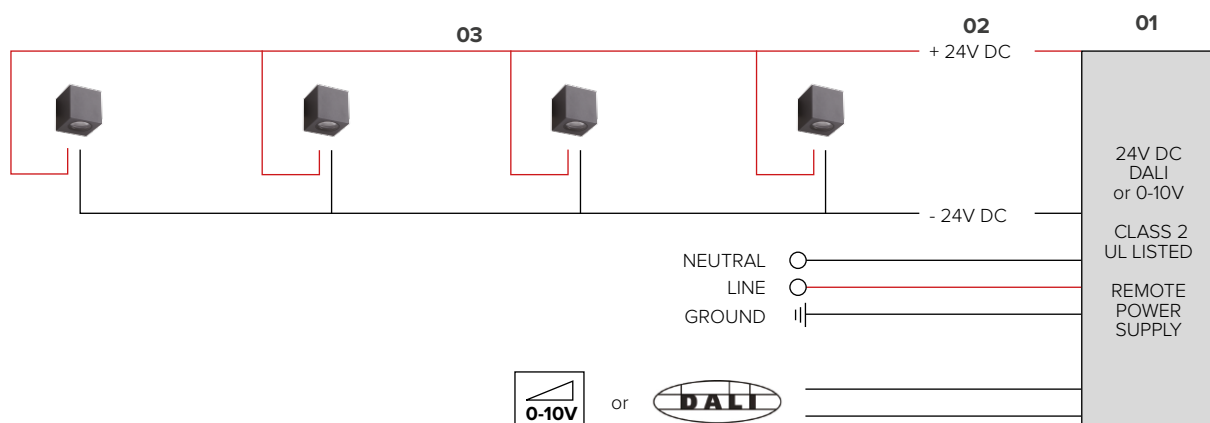 03
02
01
+ 24V DC
24V DC
DALI
or 0-10V
CLASS 2
UL LISTED
REMOTE
POWER
SUPPLY
- 24V DC
NEUTRAL
LINE
GROUND
0-10V
or
DALI